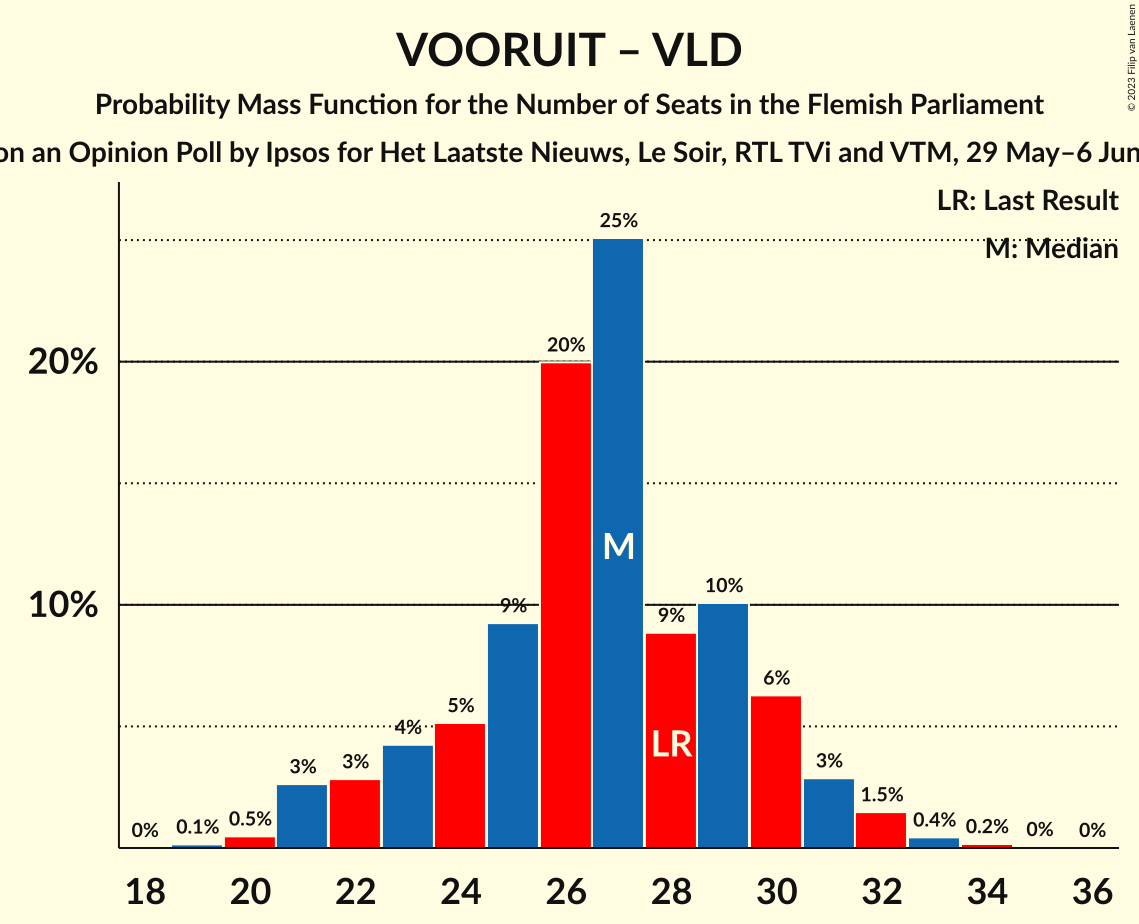 VOORUIT – VLD
Probability Mass Function for the Number of Seats in the Flemish Parliament
on an Opinion Poll by Ipsos for Het Laatste Nieuws, Le Soir, RTL TVi and VTM, 29 May–6 Jun
© 2023 Filip van Laenen
LR: Last Result
M: Median
25%
20%
20%
M
10%
10%
9%
9%
6%
5%
4%
LR
3%
3%
3%
1.5%
0%
0.1%
0.5%
0.4%
0.2%
0%
0%
18 20 22 24 26 28 30 32 34 36